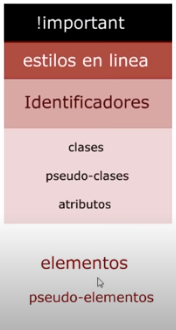 !important
estilos en linea
Identificadores
clases
pseudo-clases
atributos
elementos
pseudo-elementos